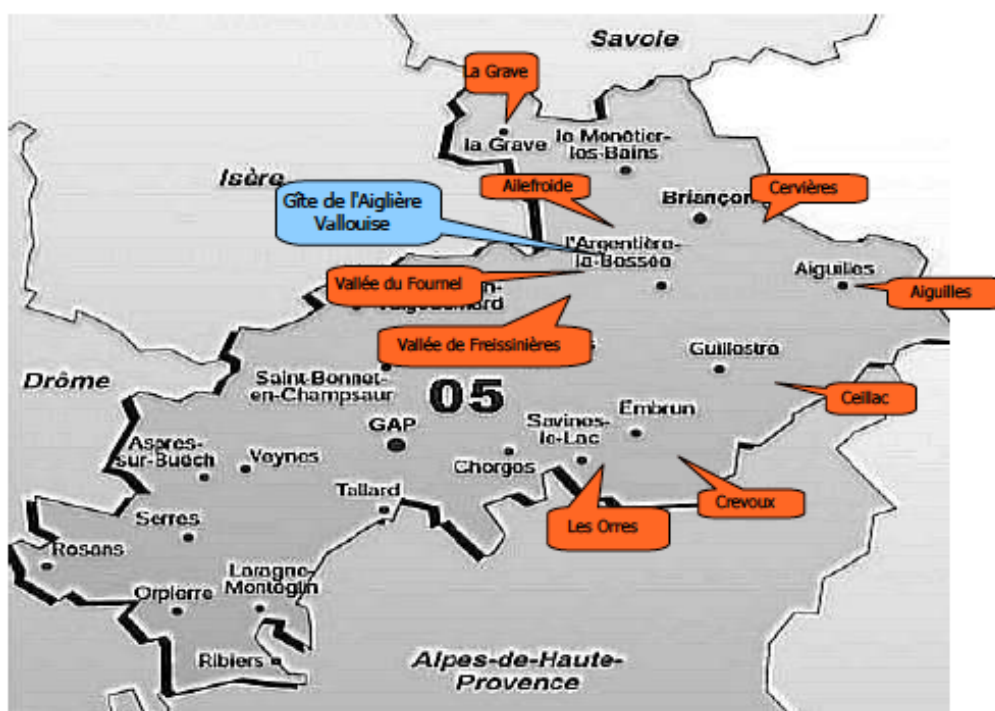 Savoie
La Grave
la Grave
le Monêtier-
les-Bains
Isère
Ailefroide
Cervières
Gîte de l'Aiglière
Vallouise
Briançon
l'Argentière-
la-Bessée
Aiguilles
Vallée du Fournel
Aiguilles
Vallée de Freissinières
Guillestre
Drôme
Saint-Bonnet-
en-Champsaur
05
Ceillac
Embrun
GAP
Savines-
le-Lac
Aspres-
sur-Buëch
Veynes
Chorges
Tallard
Crevoux
Serres
Les Orres
Rosans
Laragne-
Montéglin
Orpierre
Ribiers
Alpes-de-Haute-
Provence